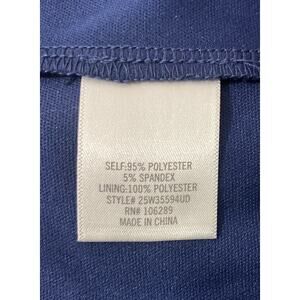 SELF:95% POLYESTER
5% SPANDEX
LINING:100% POLYESTER
STYLE# 25W35594UD
RN# 106289
MADE IN CHINA